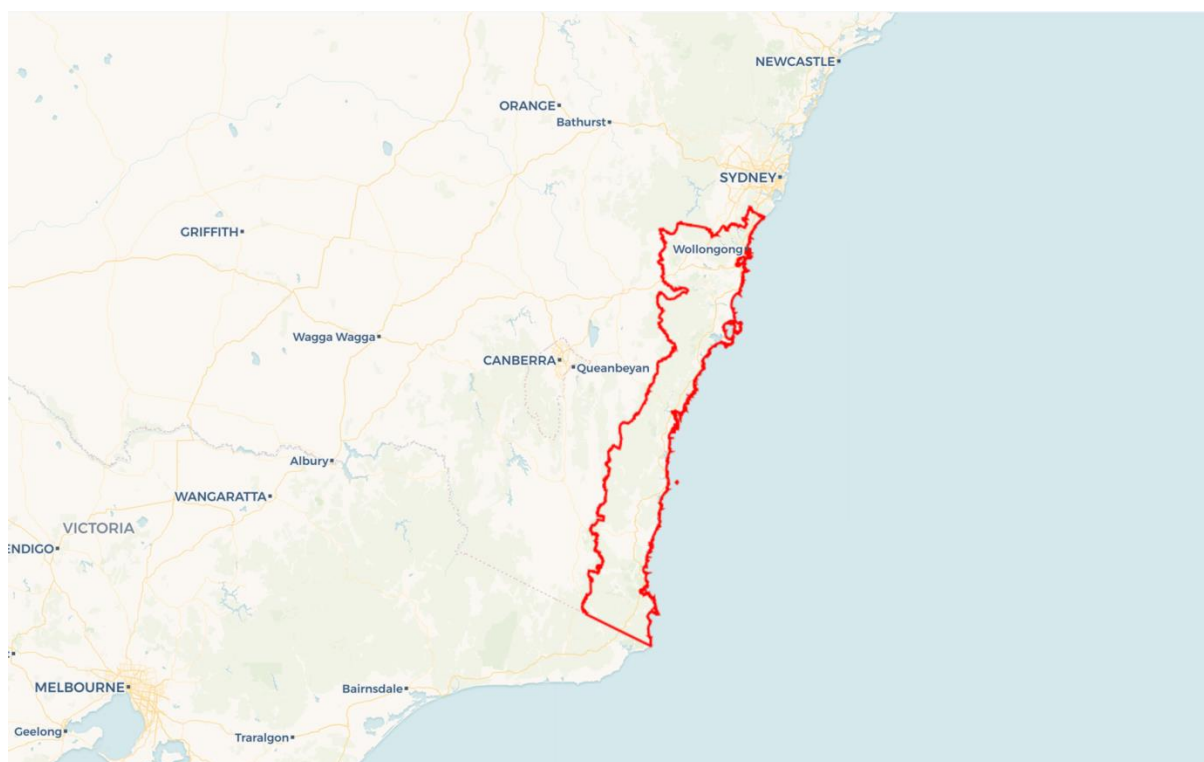 NEWCASTLE
ORANGE
Bathurst
SYDNEY
GRIFFITH
Wollongong
Wagga Wagga
CANBERRA
Queanbeyan
Albury
WANGARATTA
VICTORIA
ENDIGO
MELBOURNE
Bairnsdale
Geelong
Traralgon